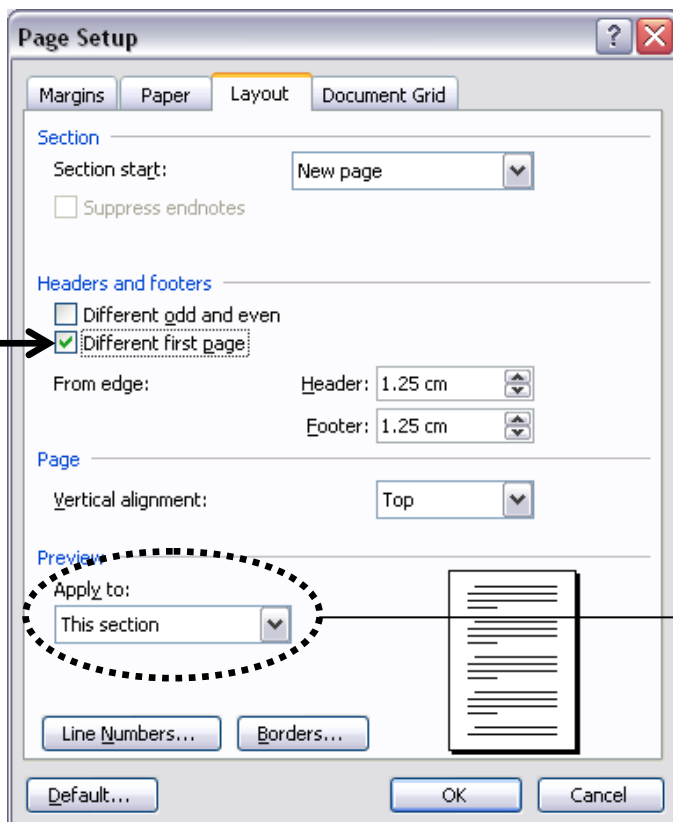 Page Setup
Margins Paper Layout Document Grid
Section
Section start: New page
Suppress endnotes
Headers and footers
Different odd and even
Different first page
From edge: Header: 1.25 cm
Footer: 1.25 cm
Page
Vertical alignment: Top
Preview
Apply to:
This section
Line Numbers... Borders...
Default... OK Cancel